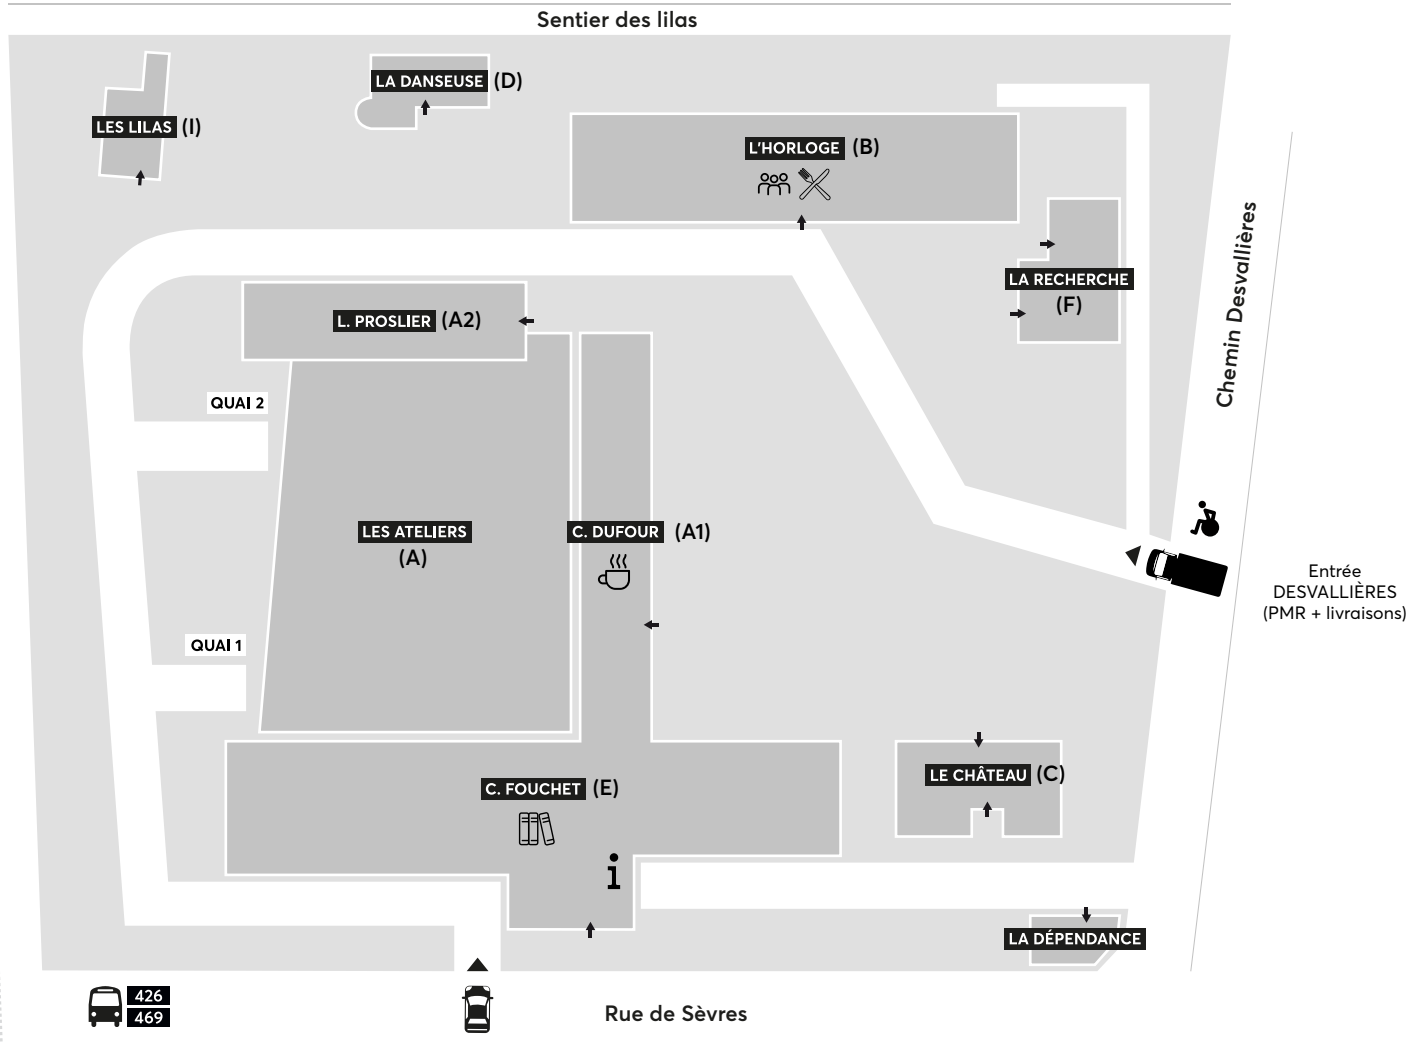 Sentier des lilas
LA DANSEUSE (D)
LES LILAS (I)
L'HORLOGE (B)
LA RECHERCHE
(F)
Chemin Desvallières
L. PROSLIER (A2)
QUAI 2
LES ATELIERS
(A)
C. DUFOUR (A1)
Entrée
DESVALLIÈRES
(PMR + livraisons)
QUAI 1
C. FOUCHET (E)
LE CHÂTEAU (C)
i
LA DÉPENDANCE
426
469
Rue de Sèvres